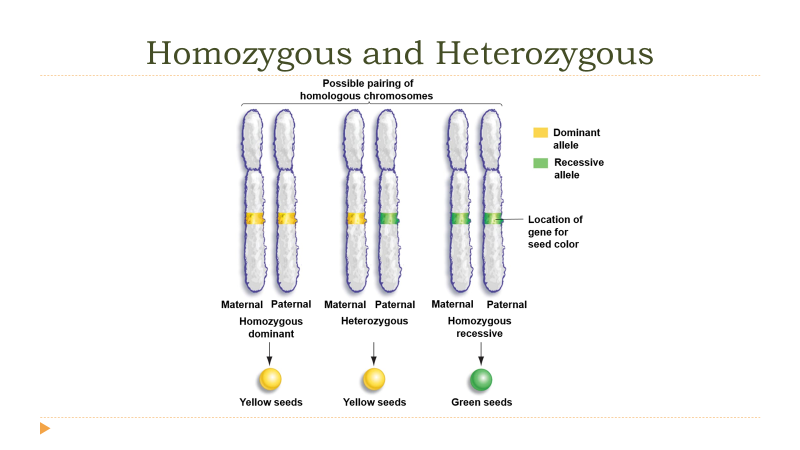 Homozygous and Heterozygous
Possible pairing of
homologous chromosomes
Dominant
allele
Recessive
allele
Location of
gene for
seed color
Maternal Paternal Maternal Paternal Maternal Paternal
Homozygous
dominant
Heterozygous
Homozygous
recessive
Yellow seeds
Yellow seeds
Green seeds